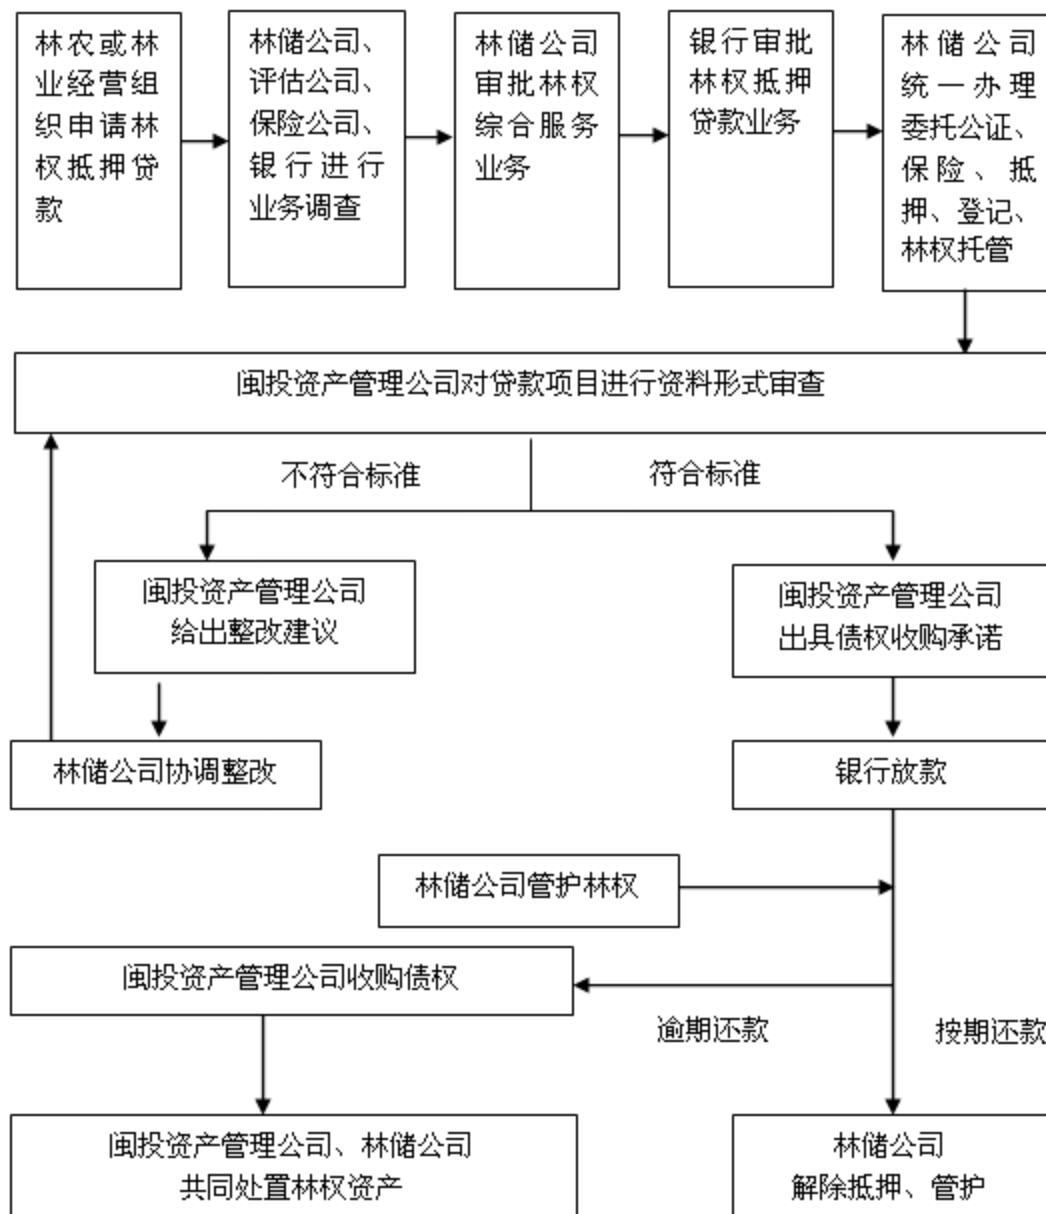 林农或林
业经营组
织申请林
权抵押贷
款
林储公司、
评估公司、
保险公司、
银行进行
业务调查
林储公司
审批林权
综合服务
业务
银行审批
林权抵押
贷款业务
林储公司
统一办理
委托公证、
保险、抵
押、登记、
林权托管
闽投资产管理公司对贷款项目进行资料形式审查
不符合标准
符合标准
闽投资产管理公司
给出整改建议
闽投资产管理公司
出具债权收购承诺
林储公司协调整改
银行放款
林储公司管护林权
闽投资产管理公司收购债权
逾期还款
按期还款
闽投资产管理公司、林储公司
共同处置林权资产
林储公司
解除抵押、管护